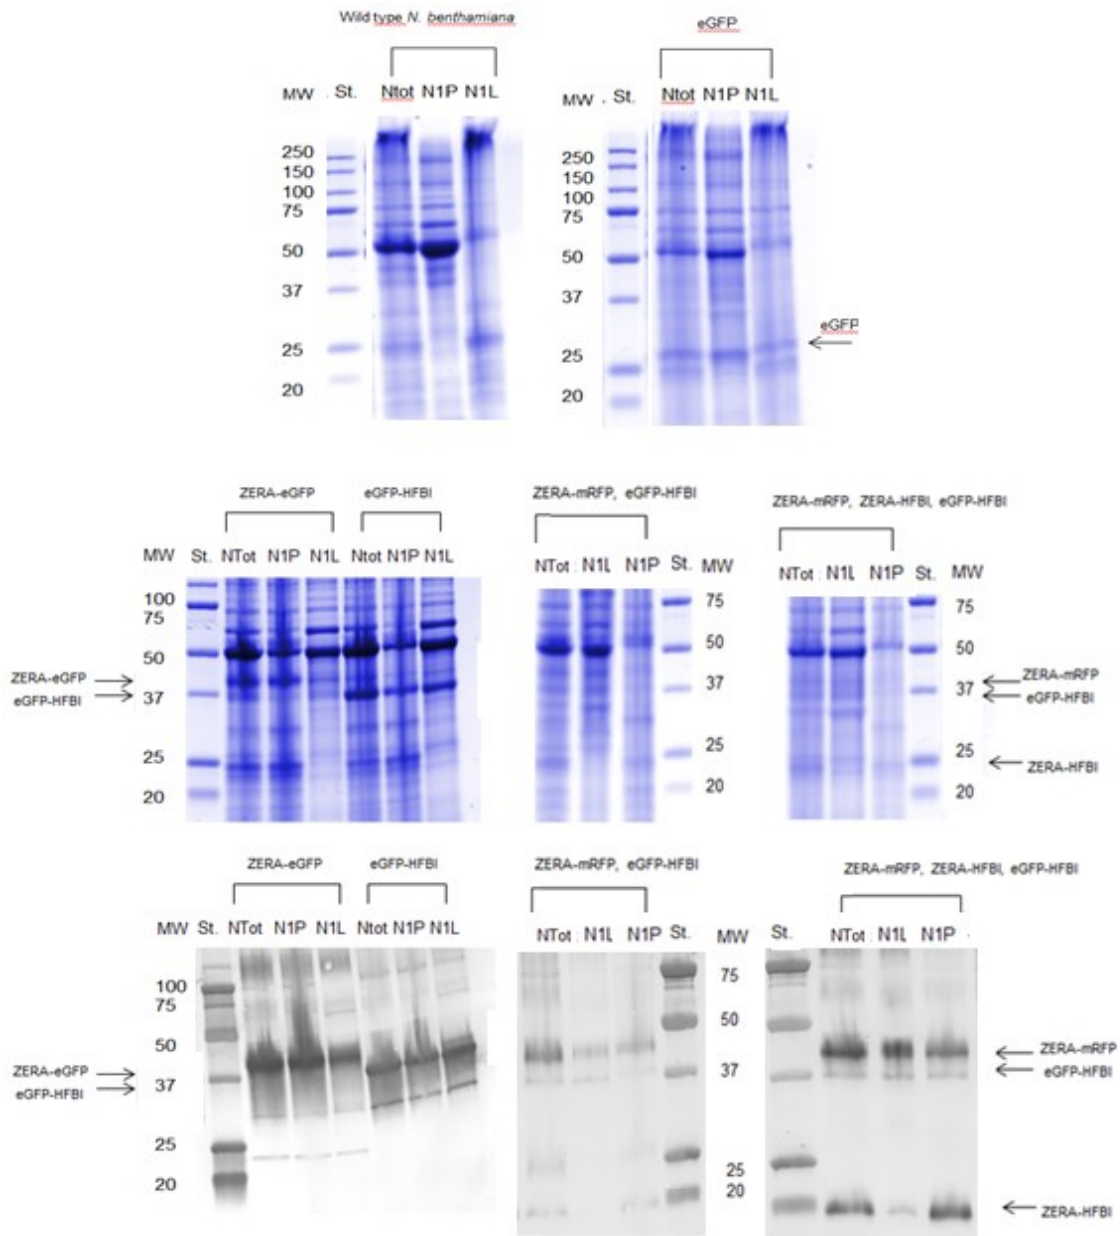 Wild type N. benthamiana
eGFP
MW . St. Ntot N1P N1L
MW . St. Ntot N1P N1L
250
150
100
75
50
37
25
20
250
150
100
75
50
37
25
20
eGFP
ZERA-eGFP eGFP-HFBI
ZERA-mRFP, eGFP-HFBI
ZERA-mRFP, ZERA-HFBI, eGFP-HFBI
MW St. NTot N1P N1L Ntot N1P N1L
NTot : N1L N1P St. MW
NTot : N1L N1P St. MW
100
75
50
37
25
20
ZERA-eGFP
eGFP-HFBI
75
50
37
25
20
75
50
37
25
20
ZERA-mRFP
eGFP-HFBI
ZERA-HFBI
ZERA-eGFP eGFP-HFBI
ZERA-mRFP, eGFP-HFBI
ZERA-mRFP, ZERA-HFBI, eGFP-HFBI
MW St. NTot N1P N1L Ntot N1P N1L
NTot : N1L N1P St. MW
St. NTot : N1L N1P
100
75
50
37
25
20
ZERA-eGFP
eGFP-HFBI
75
50
37
25
20
ZERA-mRFP
eGFP-HFBI
ZERA-HFBI